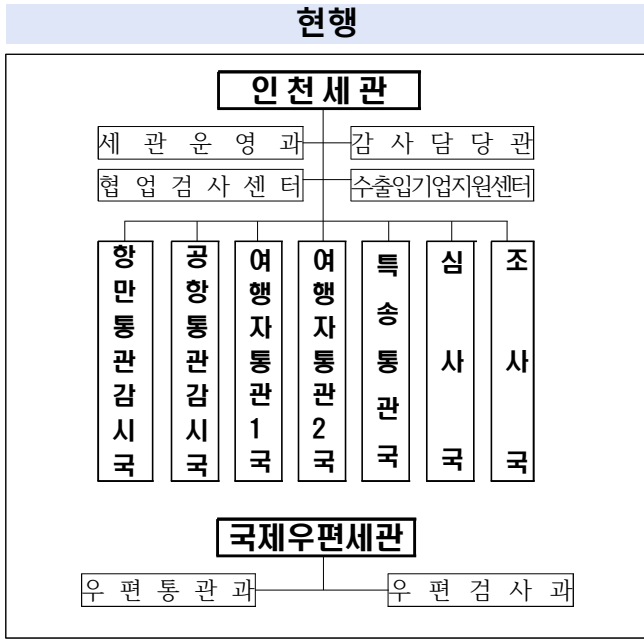 현행
인천세관
세관운영과
감사담당관
협업검사센터
수출입기업지원센터
항만통관감시국
공항통관감시국
여행자통관1국
여행자통관2국
특송통관국
심사국
조사국
국제우편세관
우편통관과
우편검사과